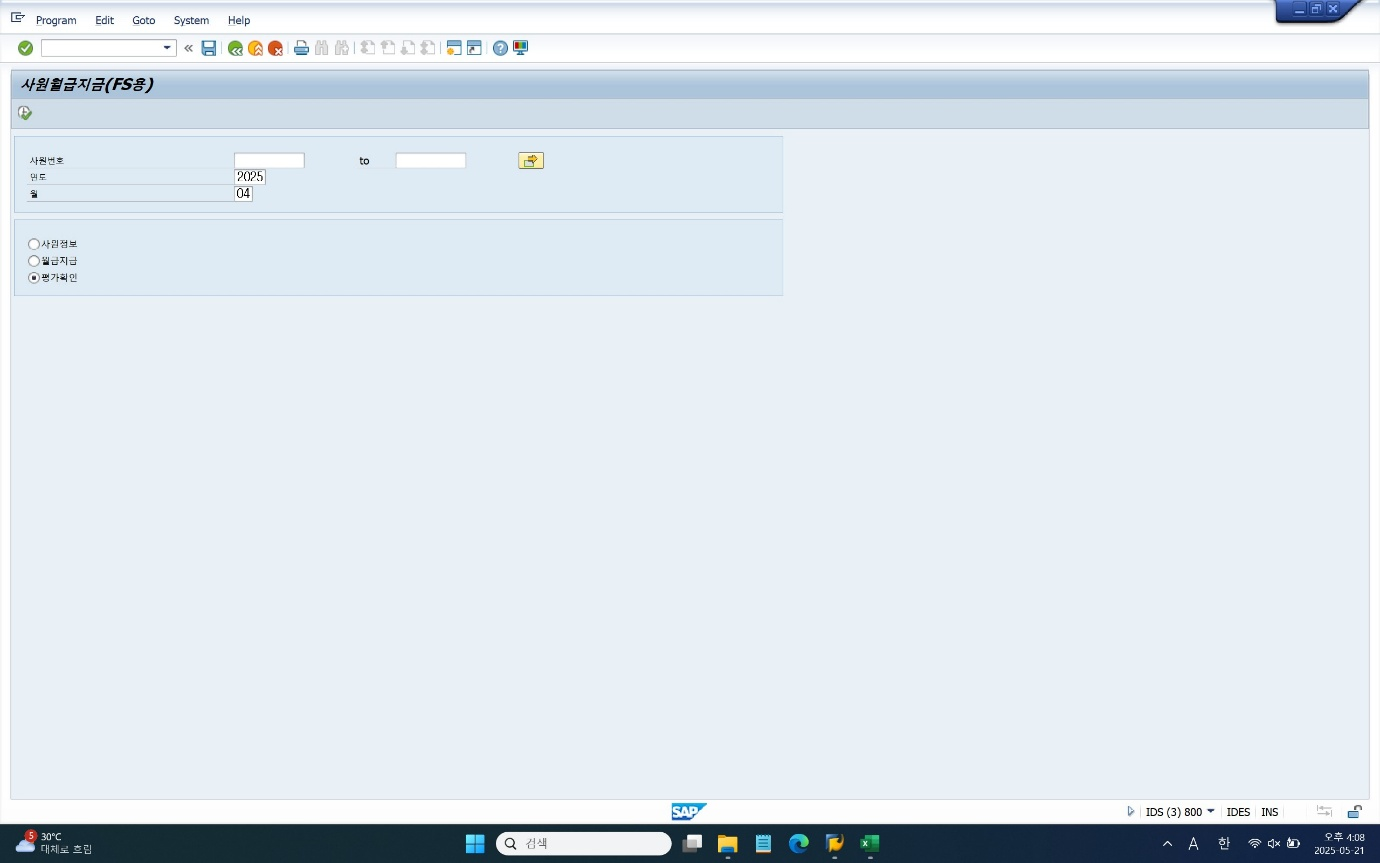 Program Edit Goto System Help
사원월급지금(FS용)
사원번호 to
연도 2025
월 04
사원정보
월급지급
평가확인
SAP
IDS (3) 800 IDES INS
5
30°C
대체로 흐림
검색
A 한
오후 4:08
2025-05-21